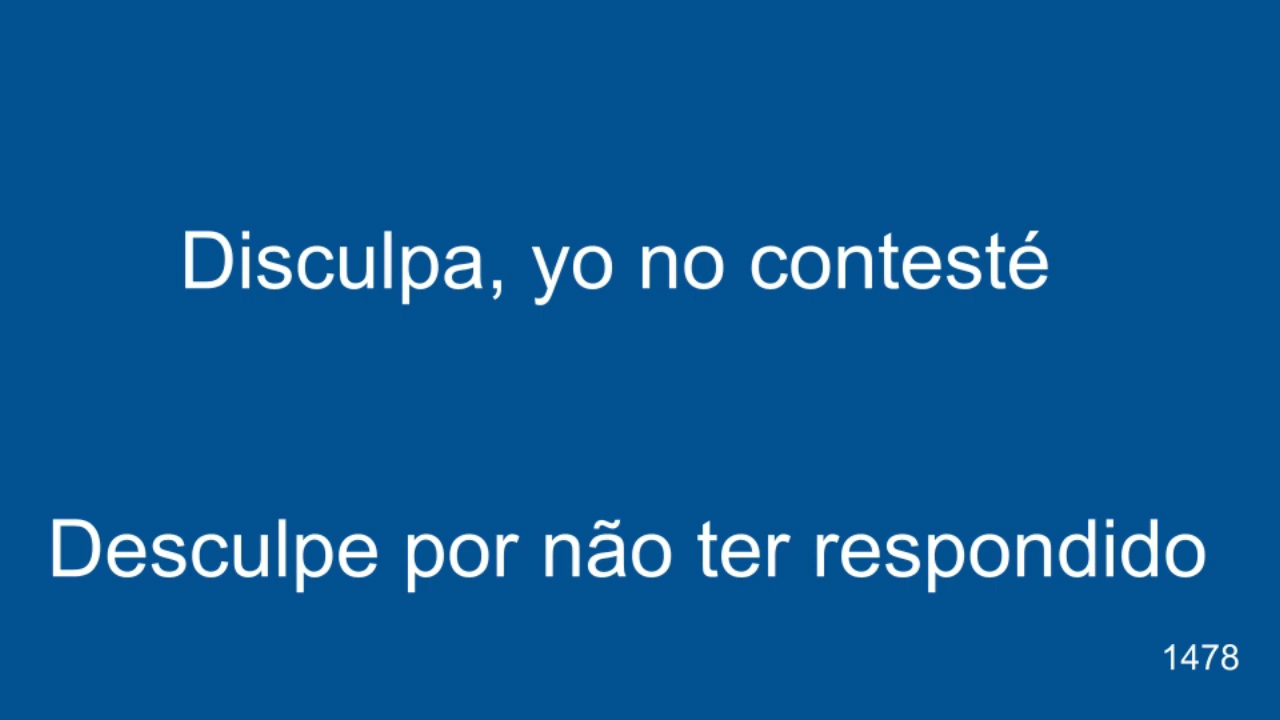 Disculpa, yo no contesté
Desculpe por não ter respondido
1478